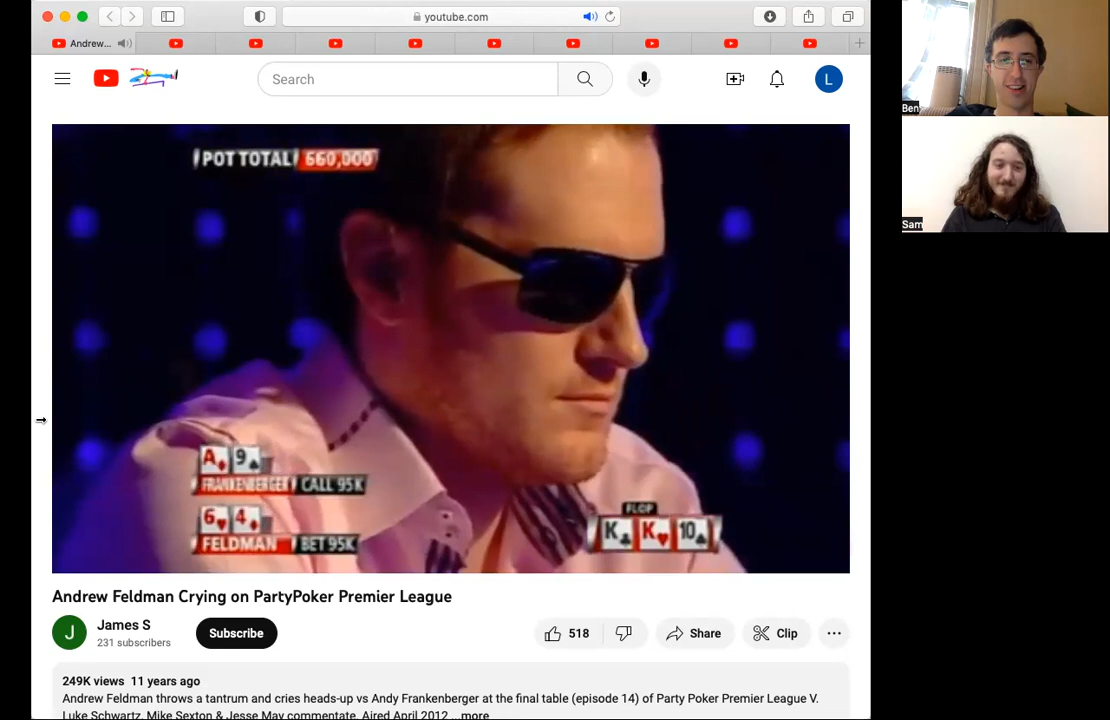 youtube.com
Andrew...
Search
L
Ben
Sam
POT TOTAL 660,000
A 9
FRANKENBERGER CALL 95K
6 4
FELDMAN BET 95K
FLOP
K K 10
Andrew Feldman Crying on PartyPoker Premier League
J
James S
231 subscribers
Subscribe
518
Share
Clip
249K views 11 years ago
Andrew Feldman throws a tantrum and cries heads-up vs Andy Frankenberger at the final table (episode 14) of Party Poker Premier League V.
Luke Schwartz, Mike Sexton & Jesse May commentate. Aired April 2012 ...more